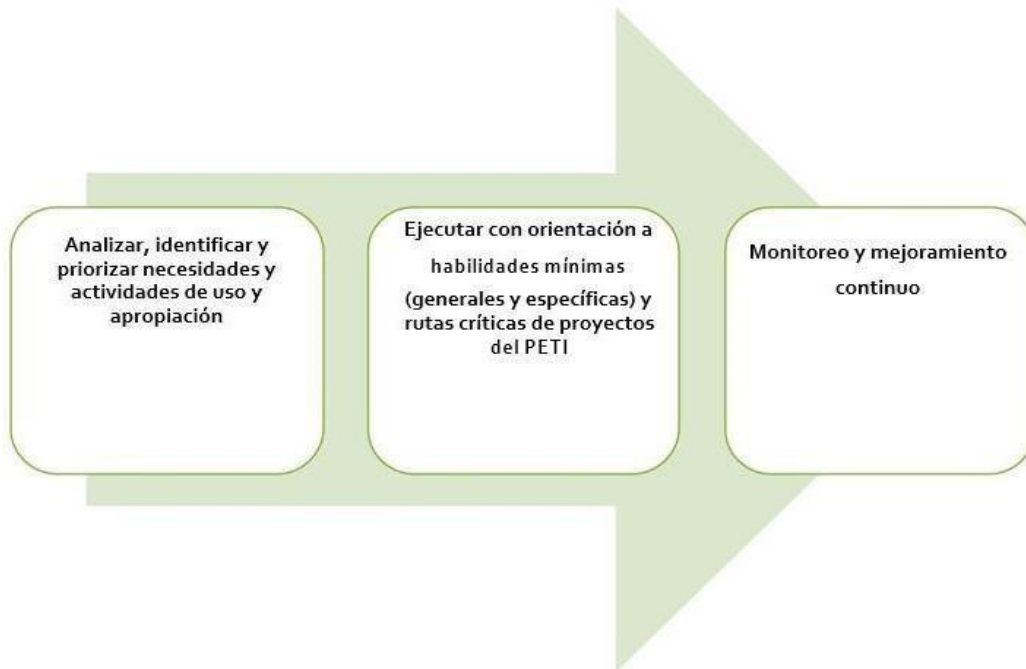 Analizar, identificar y
priorizar necesidades y
actividades de uso y
apropiación
Ejecutar con orientación a
habilidades mínimas
(generales y específicas) y
rutas críticas de proyectos
del PETI
Monitoreo y mejoramiento
continuo